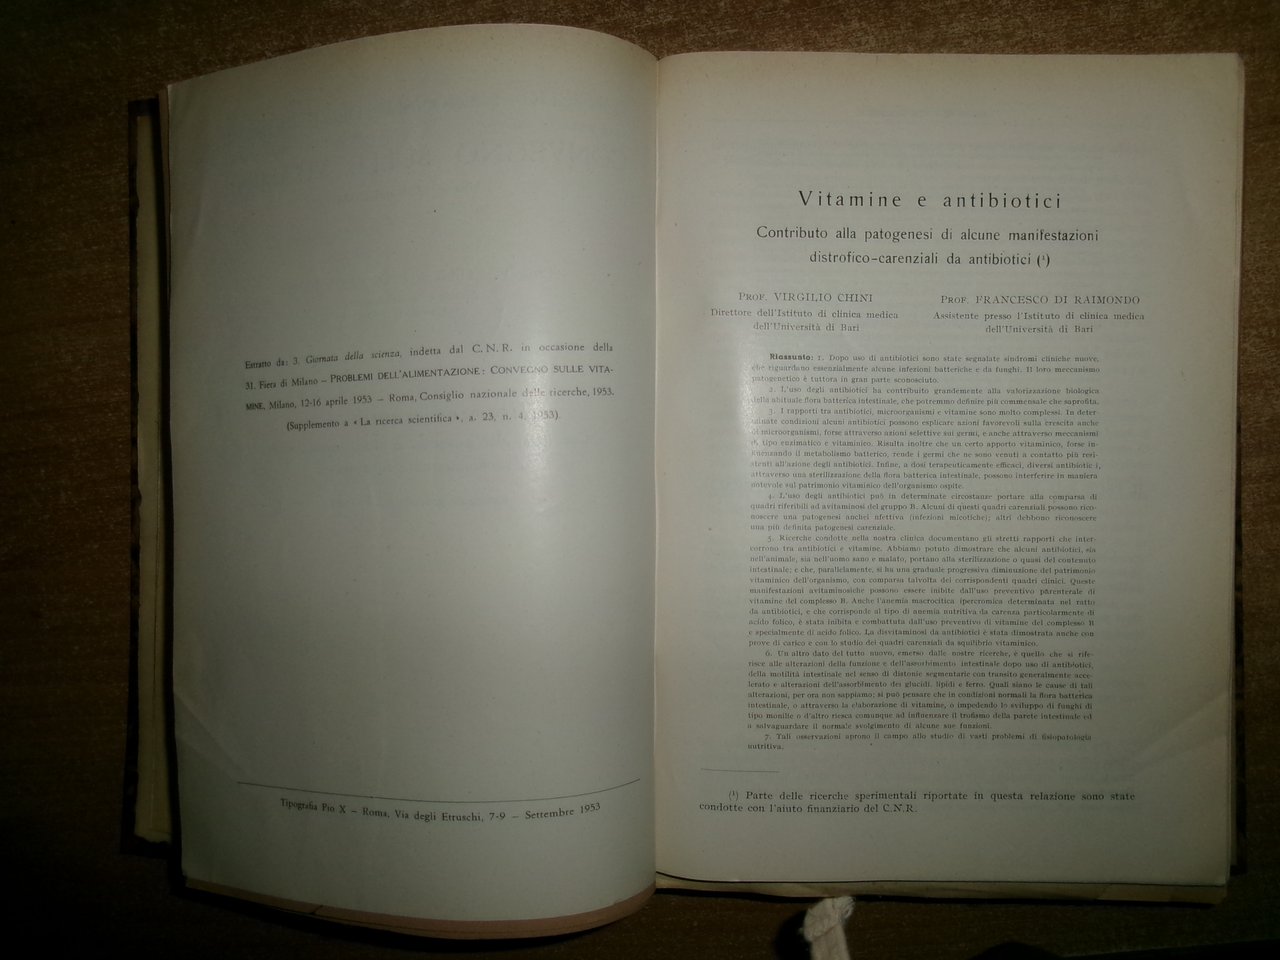 Estratto da: 3. Giornata della scienza, indetta dal C. N. R. in occasione della
31. Fiera di Milano – PROBLEMI DELL'ALIMENTAZIONE: CONVEGNO SULLE VITA-
MINE, Milano, 12-16 aprile 1953 – Roma, Consiglio nazionale delle ricerche, 1953.
(Supplemento a « La ricerca scientifica », a. 23, n. 4, 1953).
Tipografia Pio X – Roma, Via degli Etruschi, 7-9 – Settembre 1953
Vitamine e antibiotici
Contributo alla patogenesi di alcune manifestazioni
distrofico-carenziali da antibiotici (¹)
PROF. VIRGILIO CHINI
Direttore dell'Istituto di clinica medica
dell'Università di Bari
PROF. FRANCESCO DI RAIMONDO
Assistente presso l'Istituto di clinica medica
dell'Università di Bari
Riassunto: 1. Dopo uso di antibiotici sono state segnalate sindromi cliniche nuove,
che riguardano essenzialmente alcune infezioni batteriche e da funghi. Il loro meccanismo
patogenetico è tuttora in gran parte sconosciuto.
2. L'uso degli antibiotici ha contribuito grandemente alla valorizzazione biologica
della abituale flora batterica intestinale, che potremmo definire più commensale che saprofita.
3. I rapporti tra antibiotici, microorganismi e vitamine sono molto complessi. In deter-
minate condizioni alcuni antibiotici possono esplicare azioni favorevoli sulla crescita anche
di microorganismi, forse attraverso azioni selettive sui germi, e anche attraverso meccanismi
di tipo enzimatico e vitaminico. Risulta inoltre che un certo apporto vitaminico, forse in-
fluenzando il metabolismo batterico, rende i germi che ne sono venuti a contatto più resi-
stenti all'azione degli antibiotici. Infine, a dosi terapeuticamente efficaci, diversi antibiotic i,
attraverso una sterilizzazione della flora batterica intestinale, possono interferire in maniera
notevole sul patrimonio vitaminico dell'organismo ospite.
4. L'uso degli antibiotici può in determinate circostanze portare alla comparsa di
quadri riferibili ad avitaminosi del gruppo B. Alcuni di questi quadri carenziali possono rico-
noscere una patogenesi anchei nfettiva (infezioni micotiche); altri debbono riconoscere
una più definita patogenesi carenziale.
5. Ricerche condotte nella nostra clinica documentano gli stretti rapporti che inter-
corrono tra antibiotici e vitamine. Abbiamo potuto dimostrare che alcuni antibiotici, sia
nell'animale, sia nell'uomo sano e malato, portano alla sterilizzazione o quasi del contenuto
intestinale; e che, parallelamente, si ha una graduale progressiva diminuzione del patrimonio
vitaminico dell'organismo, con comparsa talvolta dei corrispondenti quadri clinici. Queste
manifestazioni avitaminosiche possono essere inibite dall'uso preventivo parenterale di
vitamine del complesso B. Anche l'anemia macrocitica ipercromica determinata nel ratto
da antibiotici, e che corrisponde al tipo di anemia nutritiva da carenza particolarmente di
acido folico, è stata inibita e combattuta dall'uso preventivo di vitamine del complesso B
e specialmente di acido folico. La disvitaminosi da antibiotici è stata dimostrata anche con
prove di carico e con lo studio dei quadri carenziali da squilibrio vitaminico.
6. Un altro dato del tutto nuovo, emerso dalle nostre ricerche, è quello che si rife-
risce alle alterazioni della funzione e dell'assorbimento intestinale dopo uso di antibiotici,
della motilità intestinale nel senso di distonie segmentarie con transito generalmente acce-
lerato e alterazioni dell'assorbimento dei glucidi, lipidi e ferro. Quali siano le cause di tali
alterazioni, per ora non sappiamo; si può pensare che in condizioni normali la flora batterica
intestinale, o attraverso la elaborazione di vitamine, o impedendo lo sviluppo di funghi di
tipo monilie o d'altro riesca comunque ad influenzare il trofismo della parete intestinale ed
a salvaguardare il normale svolgimento di alcune sue funzioni.
7. Tali osservazioni aprono il campo allo studio di vasti problemi di fisiopatologia
nutritiva.
(¹) Parte delle ricerche sperimentali riportate in questa relazione sono state
condotte con l'aiuto finanziario del C.N.R.